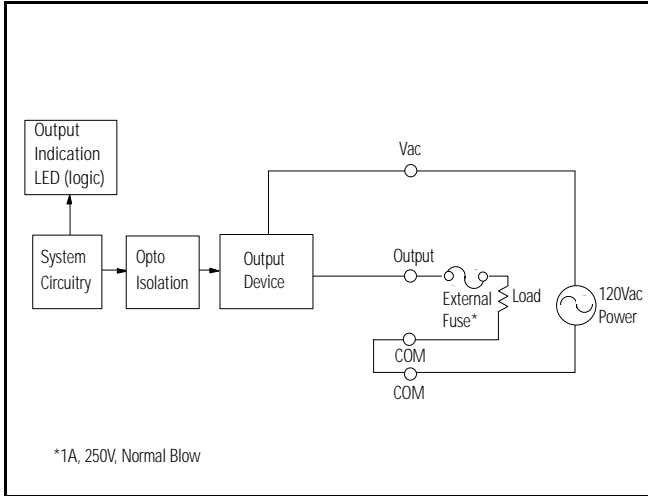 Output
Indication
LED (logic)
Vac
System
Circuitry
Opto
Isolation
Output
Device
Output
External
Fuse*
Load
120Vac
Power
COM
COM
*1A, 250V, Normal Blow